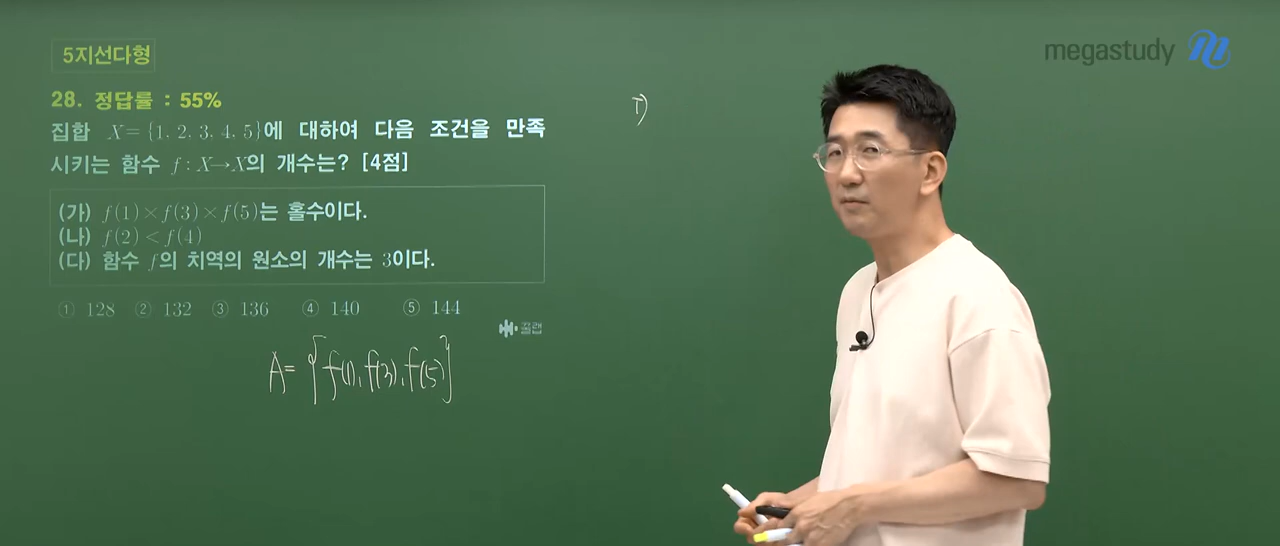 5지선다형
megastudy
28. 정답률 : 55%
집합 X = {1, 2, 3, 4, 5}에 대하여 다음 조건을 만족
시키는 함수 f : X→X의 개수는? [4점]
(가) f(1)×f(3)×f(5)는 홀수이다.
(나) f(2) < f(4)
(다) 함수 f의 치역의 원소의 개수는 3이다.
① 128 ② 132 ③ 136 ④ 140 ⑤ 144
A = {f(1), f(3), f(5)}